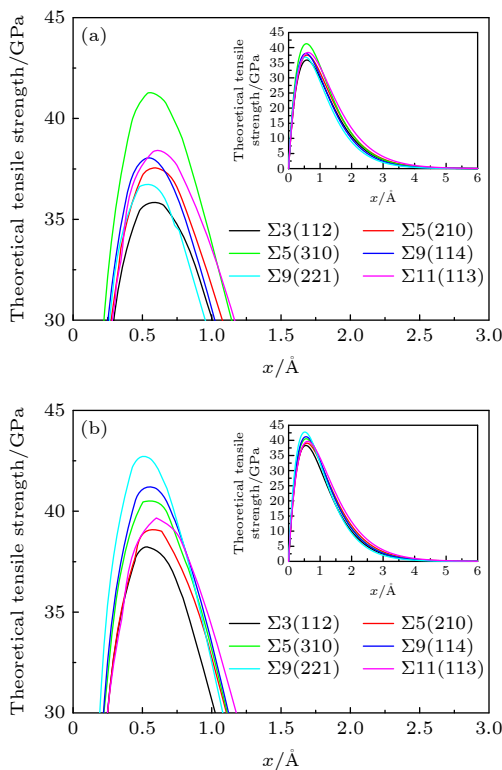 (a)
Theoretical tensile strength/GPa
45
40
35
30
0
0.5
1.0
1.5
2.0
2.5
3.0
x/Å
Theoretical tensile
strength/GPa
45
40
35
30
25
20
15
10
5
0
0
1
2
3
4
5
6
x/Å
Σ3(112)
Σ5(210)
Σ5(310)
Σ9(114)
Σ9(221)
Σ11(113)
(b)
Theoretical tensile strength/GPa
45
40
35
30
0
0.5
1.0
1.5
2.0
2.5
3.0
x/Å
Theoretical tensile
strength/GPa
45
40
35
30
25
20
15
10
5
0
0
1
2
3
4
5
6
x/Å
Σ3(112)
Σ5(210)
Σ5(310)
Σ9(114)
Σ9(221)
Σ11(113)